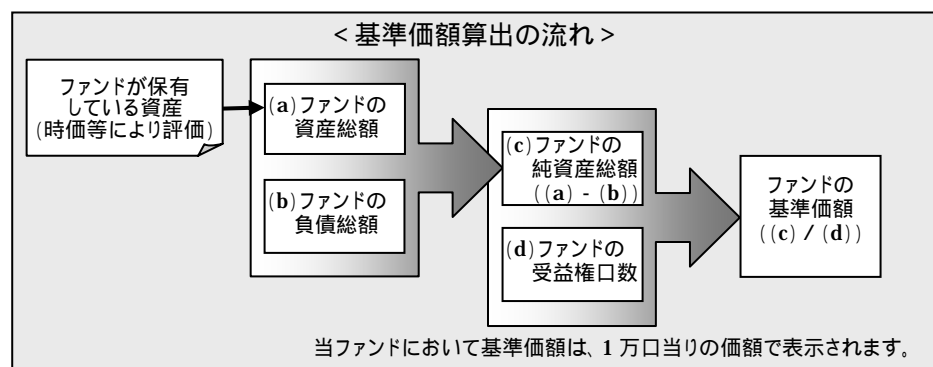 <基準価額算出の流れ>
ファンドが保有
している資産
(時価等により評価)
(a)ファンドの
資産総額
(b)ファンドの
負債総額
(c)ファンドの
純資産総額
((a) - (b))
(d)ファンドの
受益権口数
ファンドの
基準価額
((c) / (d))
当ファンドにおいて基準価額は、1万口当りの価額で表示されます。